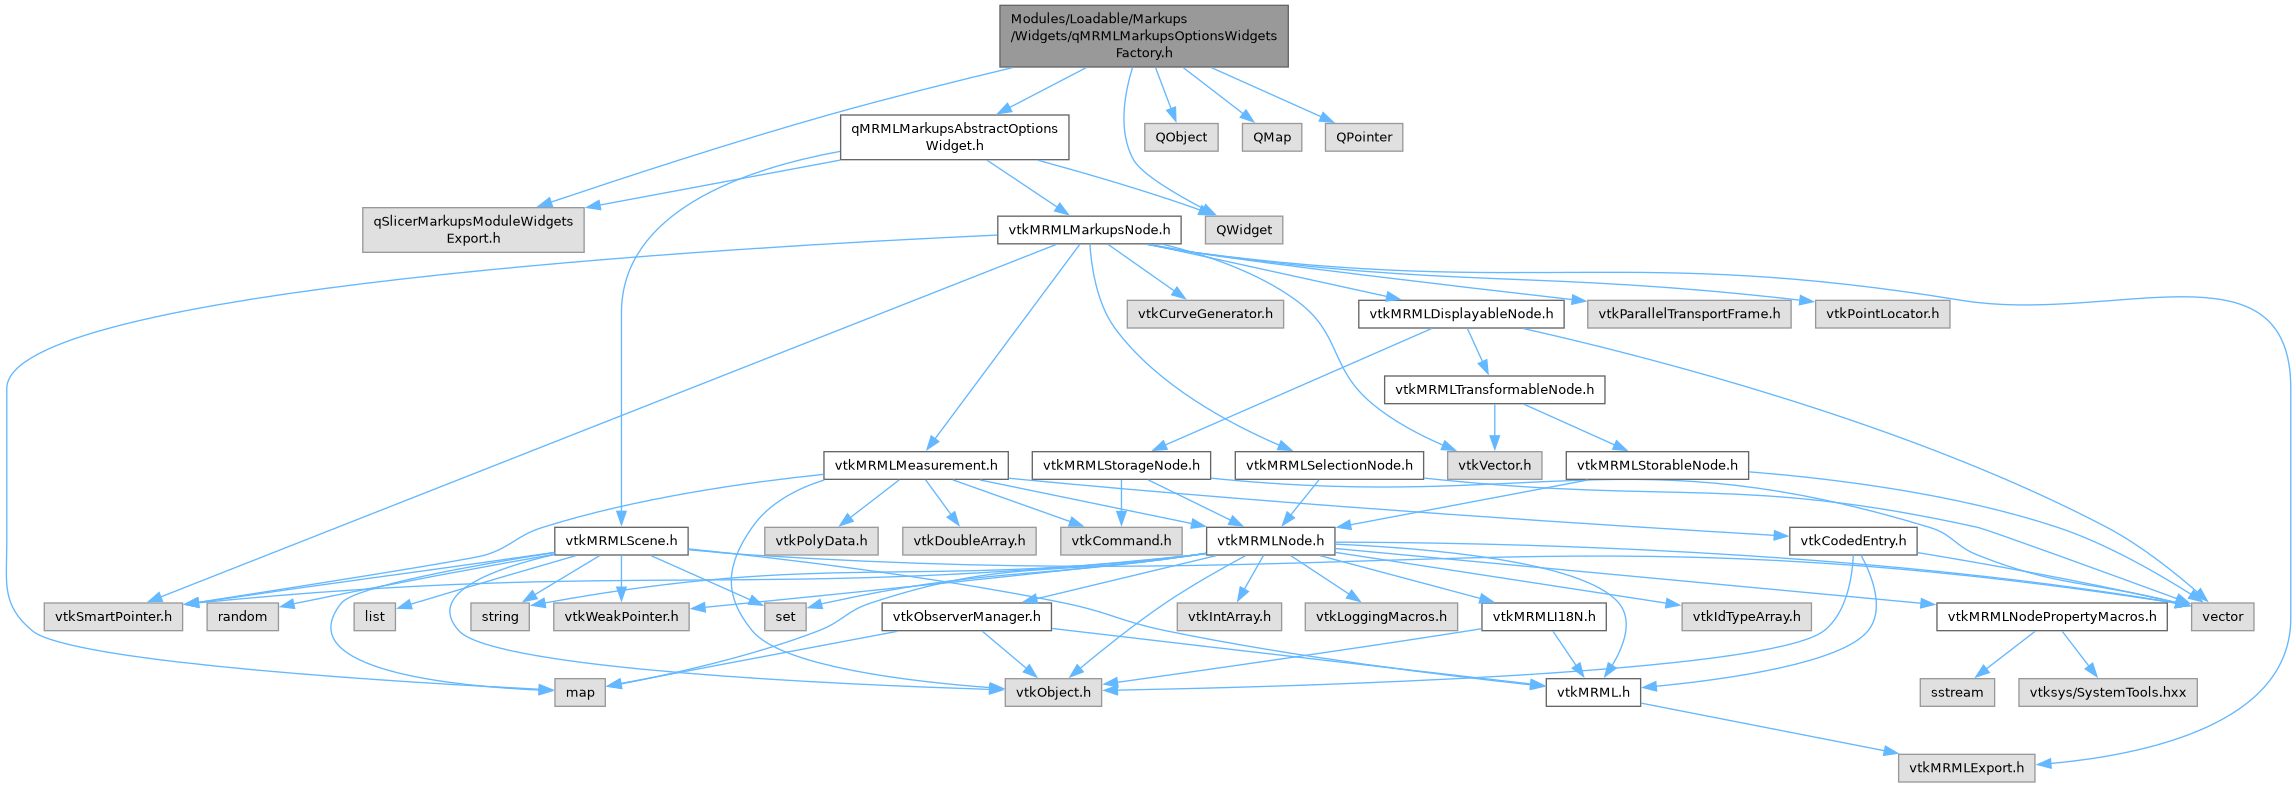 Modules/Loadable/Markups
/Widgets/qMRMLMarkupsOptionsWidgets
Factory.h
qMRMLMarkupsAbstractOptions
Widget.h
QObject
QMap
QPointer
qSlicerMarkupsModuleWidgets
Export.h
vtkMRMLMarkupsNode.h
QWidget
vtkCurveGenerator.h
vtkMRMLDisplayableNode.h
vtkParallelTransportFrame.h
vtkPointLocator.h
vtkMRMLTransformableNode.h
vtkMRMLMeasurement.h
vtkMRMLStorageNode.h
vtkMRMLSelectionNode.h
vtkVector.h
vtkMRMLStorableNode.h
vtkMRMLScene.h
vtkPolyData.h
vtkDoubleArray.h
vtkCommand.h
vtkMRMLNode.h
vtkCodedEntry.h
vtkSmartPointer.h
random
list
string
vtkWeakPointer.h
set
vtkObserverManager.h
vtkIntArray.h
vtkLoggingMacros.h
vtkMRMLI18N.h
vtkIdTypeArray.h
vtkMRMLNodePropertyMacros.h
vector
map
vtkObject.h
vtkMRML.h
sstream
vtksys/SystemTools.hxx
vtkMRMLExport.h